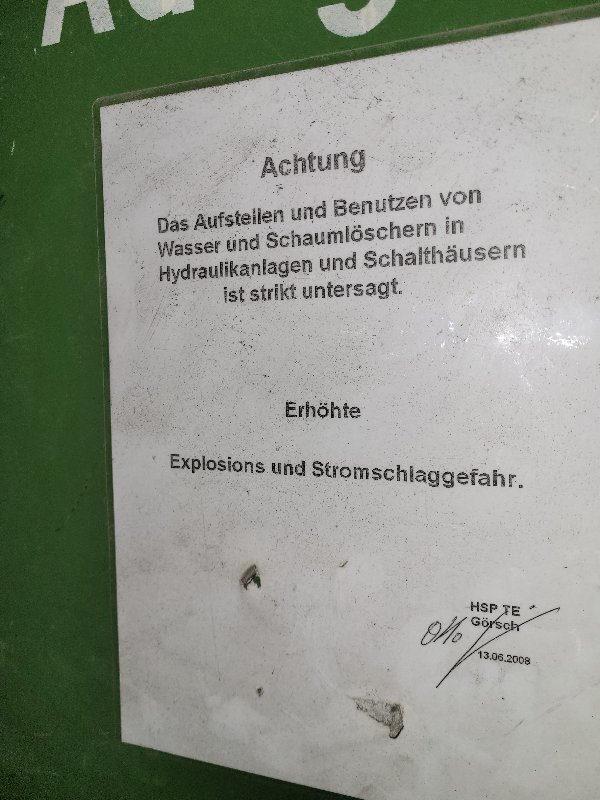 Achtung
Das Aufstellen und Benutzen von
Wasser und Schaumlöschern in
Hydraulikanlagen und Schalthäusern
ist strikt untersagt.
Erhöhte
Explosions und Stromschlaggefahr.
HSP TE
Görsch
Otto
13.06.2008